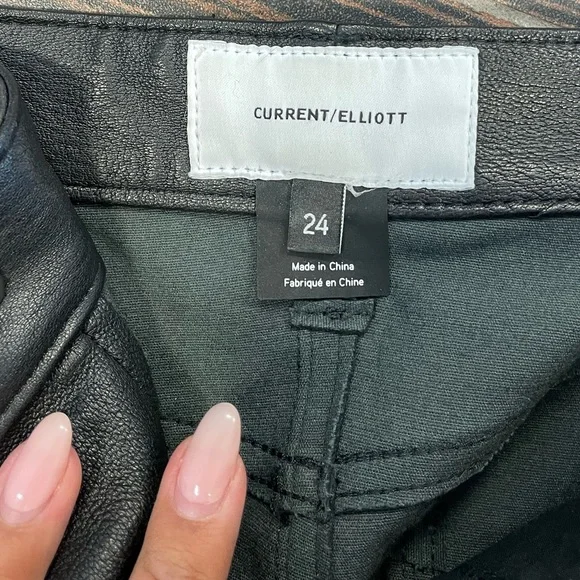 CURRENT/ELLIOTT
24
Made in China
Fabriqué en Chine